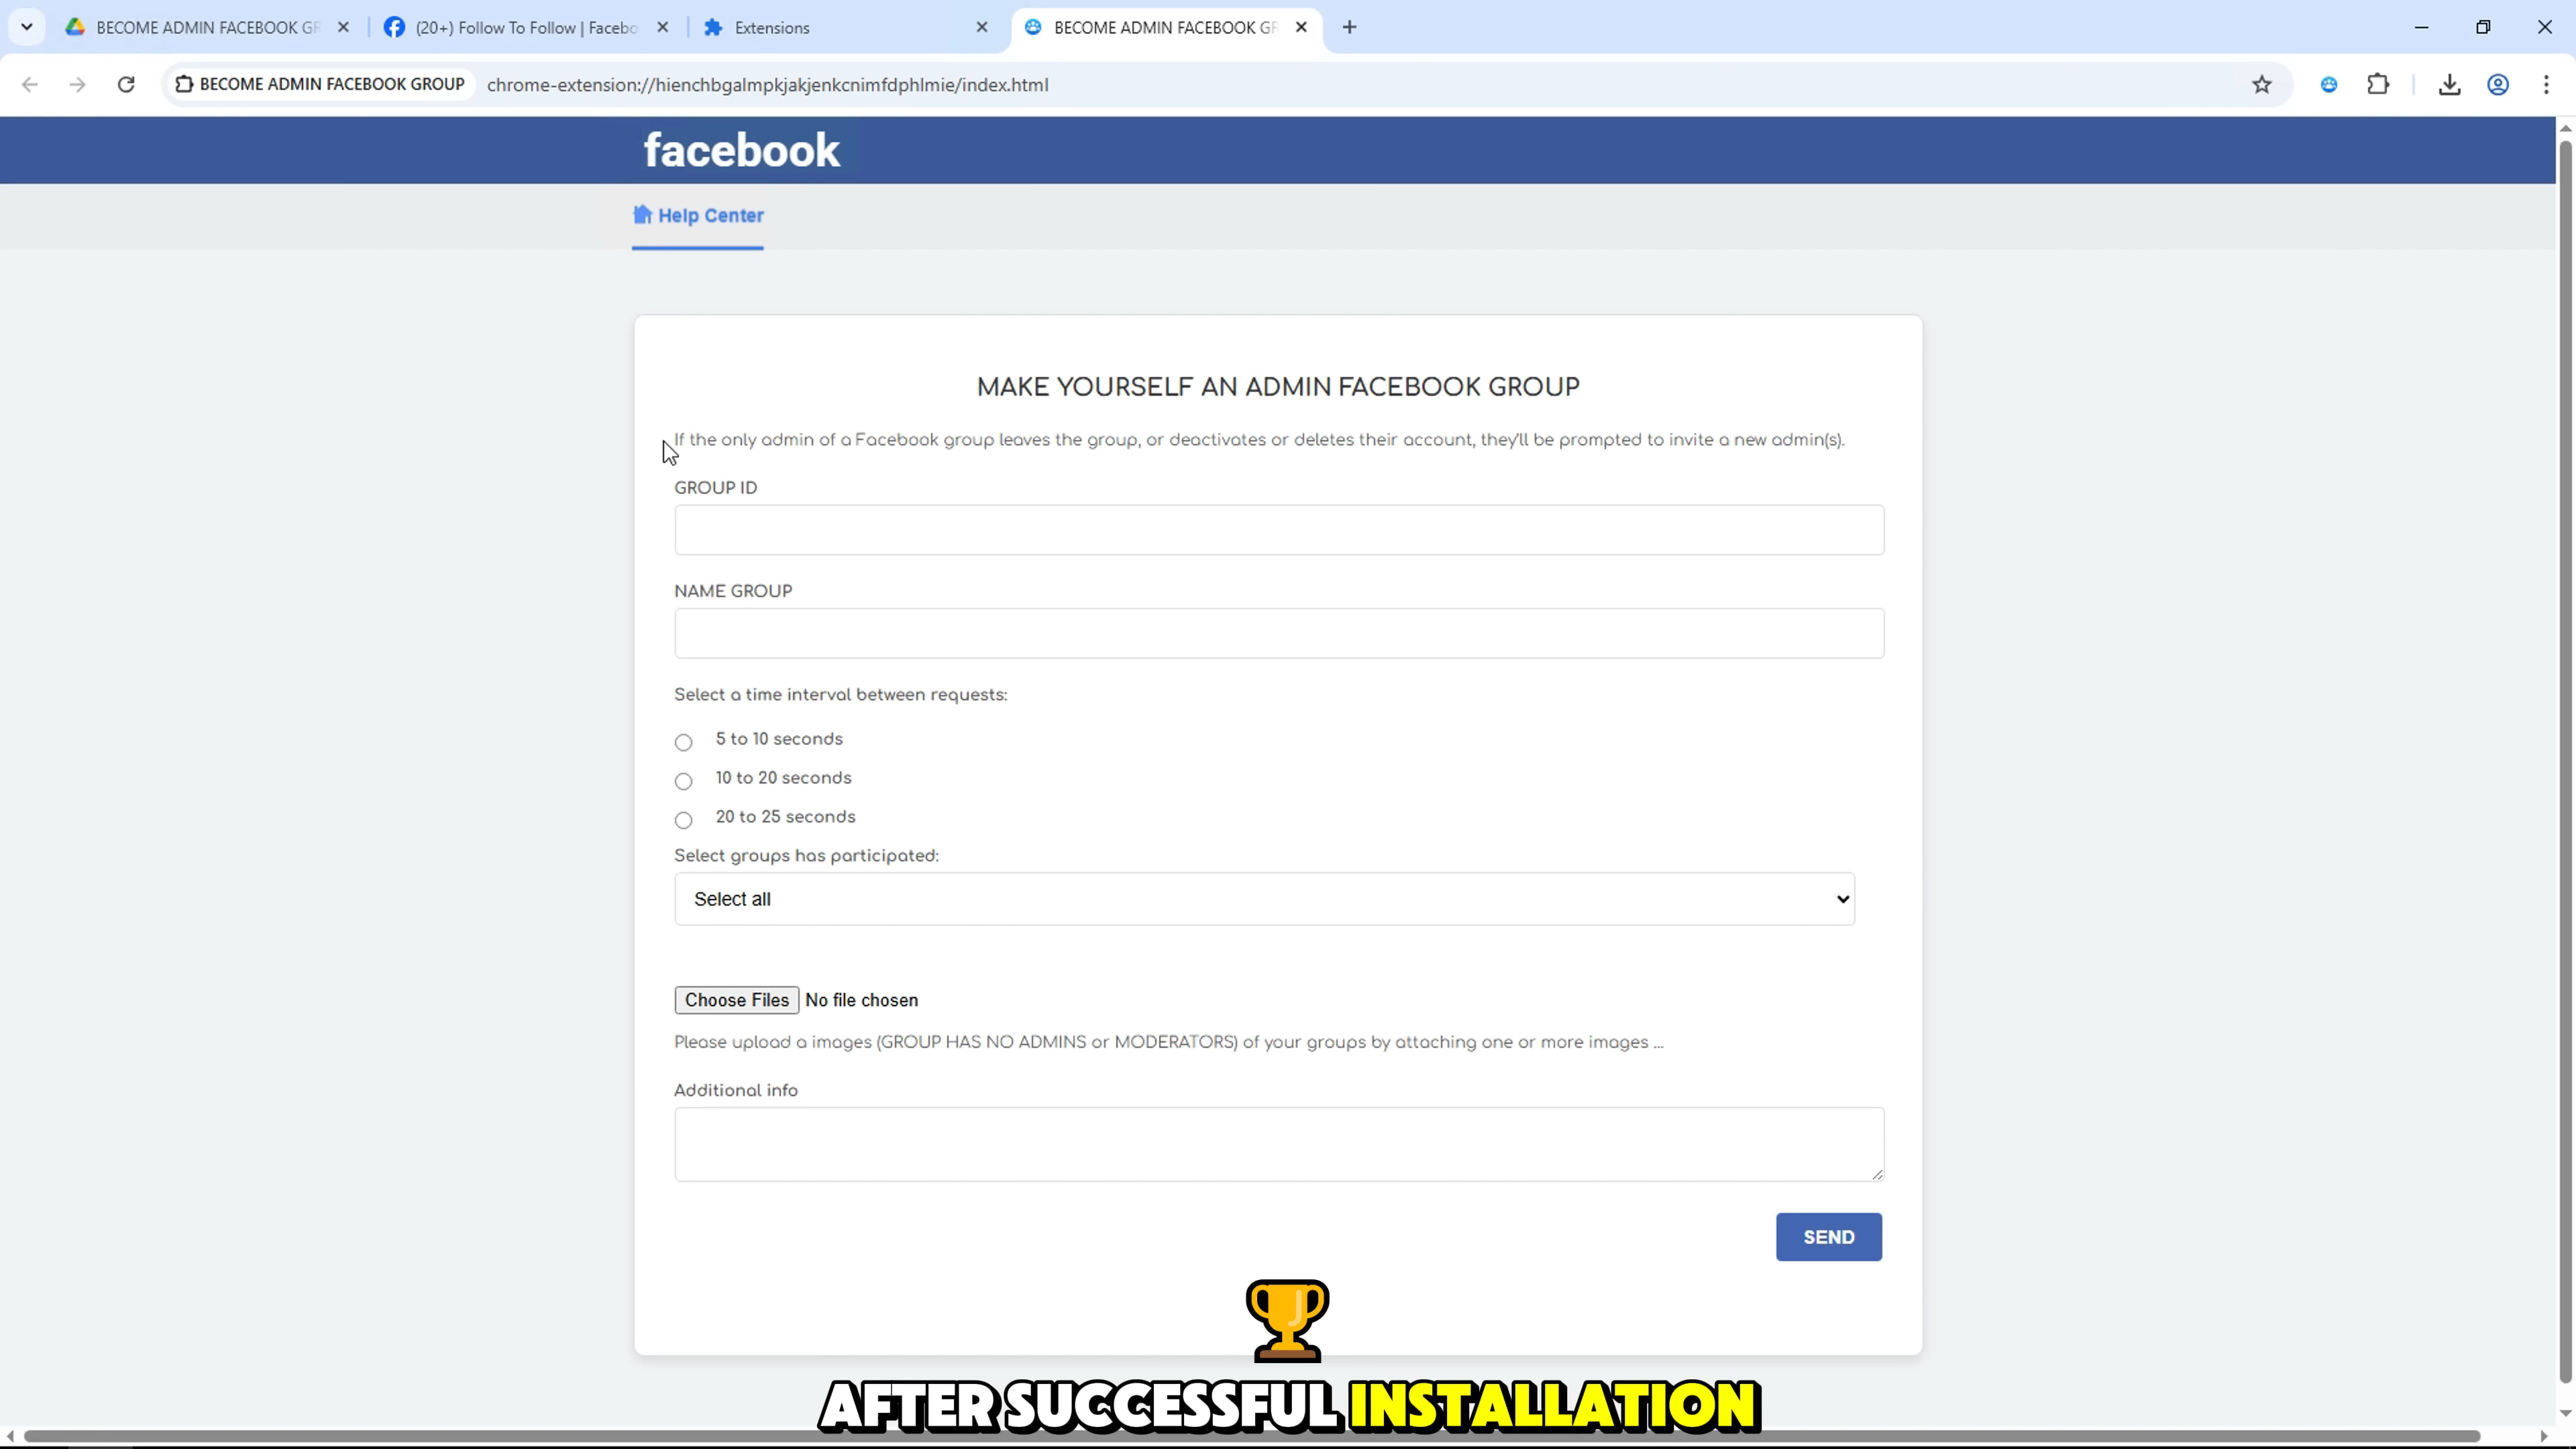 BECOME ADMIN FACEBOOK GR
(20+) Follow To Follow | Facebo
Extensions
BECOME ADMIN FACEBOOK GR
BECOME ADMIN FACEBOOK GROUP
chrome-extension://hienchbgalmpkjakjenkcnimfdphlmie/index.html
facebook
Help Center
MAKE YOURSELF AN ADMIN FACEBOOK GROUP
If the only admin of a Facebook group leaves the group, or deactivates or deletes their account, they'll be prompted to invite a new admin(s).
GROUP ID
NAME GROUP
Select a time interval between requests:
5 to 10 seconds
10 to 20 seconds
20 to 25 seconds
Select groups has participated:
Select all
Choose Files No file chosen
Please upload a images (GROUP HAS NO ADMINS or MODERATORS) of your groups by attaching one or more images ...
Additional info
SEND
AFTER SUCCESSFUL INSTALLATION